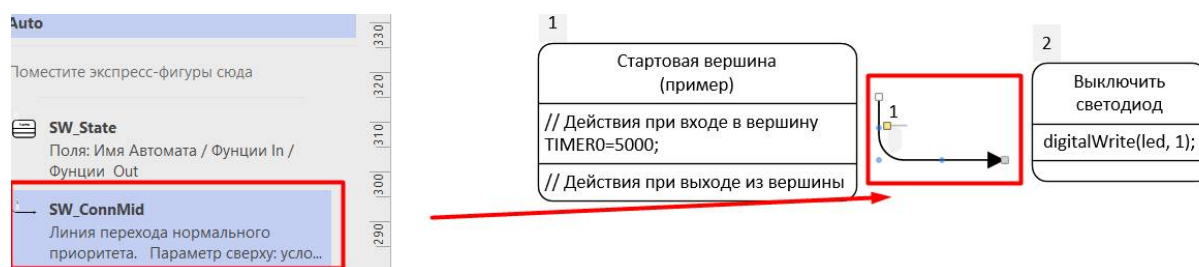 Auto
Поместите экспресс-фигуры сюда
SW_State
Поля: Имя Автомата / Фунции In /
Фунции Out
SW_ConnMid
Линия перехода нормального
приоритета. Параметр сверху: усло...
330
320
310
300
290
1
Стартовая вершина
(пример)
// Действия при входе в вершину
TIMER0=5000;
// Действия при выходе из вершины
1
2
Выключить
светодиод
digitalWrite(led, 1);